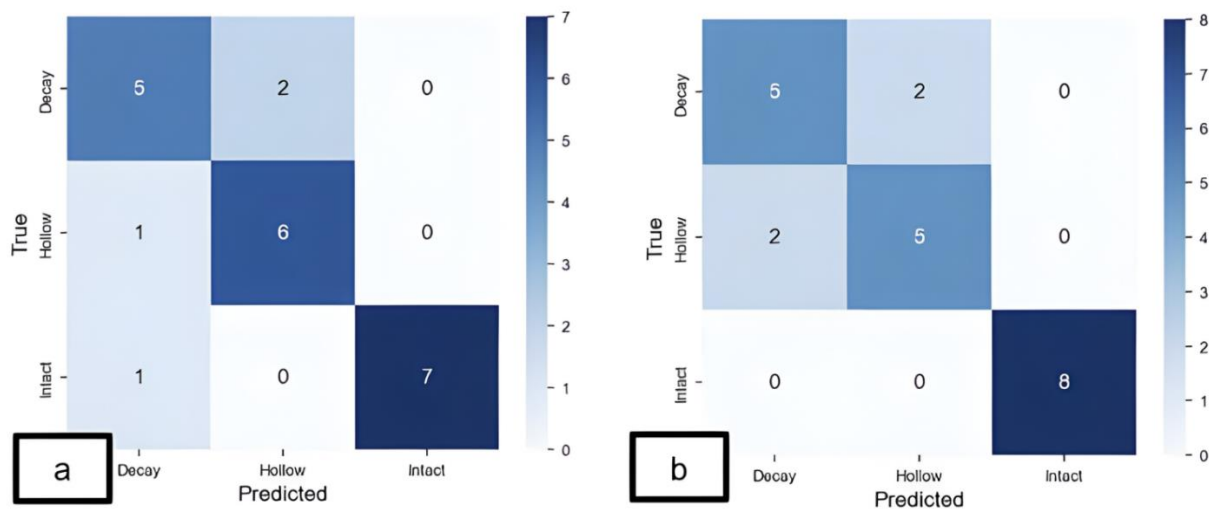 7
Decay 5 2 0
6
5
4
True
Hollow 1 6 0
3
2
Intact 1 0 7
1
0
Decay Hollow Intact
Predicted
a
8
Decay 5 2 0
7
6
5
True
Hollow 2 5 0
4
3
2
Intact 0 0 8
1
0
Decay Hollow Intact
Predicted
b